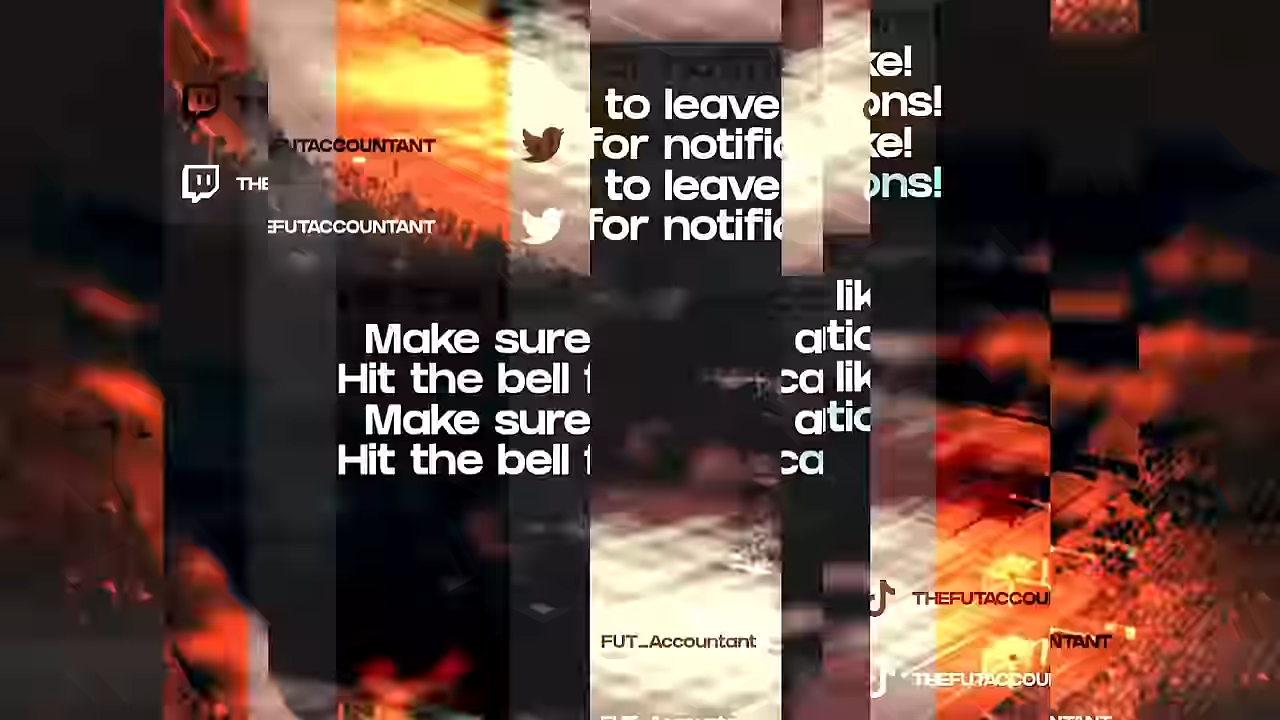 ke!
to leave ons!
FUTACCOUNTANT for notific ke!
THE to leave ons!
EFUTACCOUNTANT for notific
lik
Make sure a atic
Hit the bell f ca lik
Make sure a atic
Hit the bell f ca
THEFUTACCOU
FUT_Accountant NTANT
THEFUTACCOU